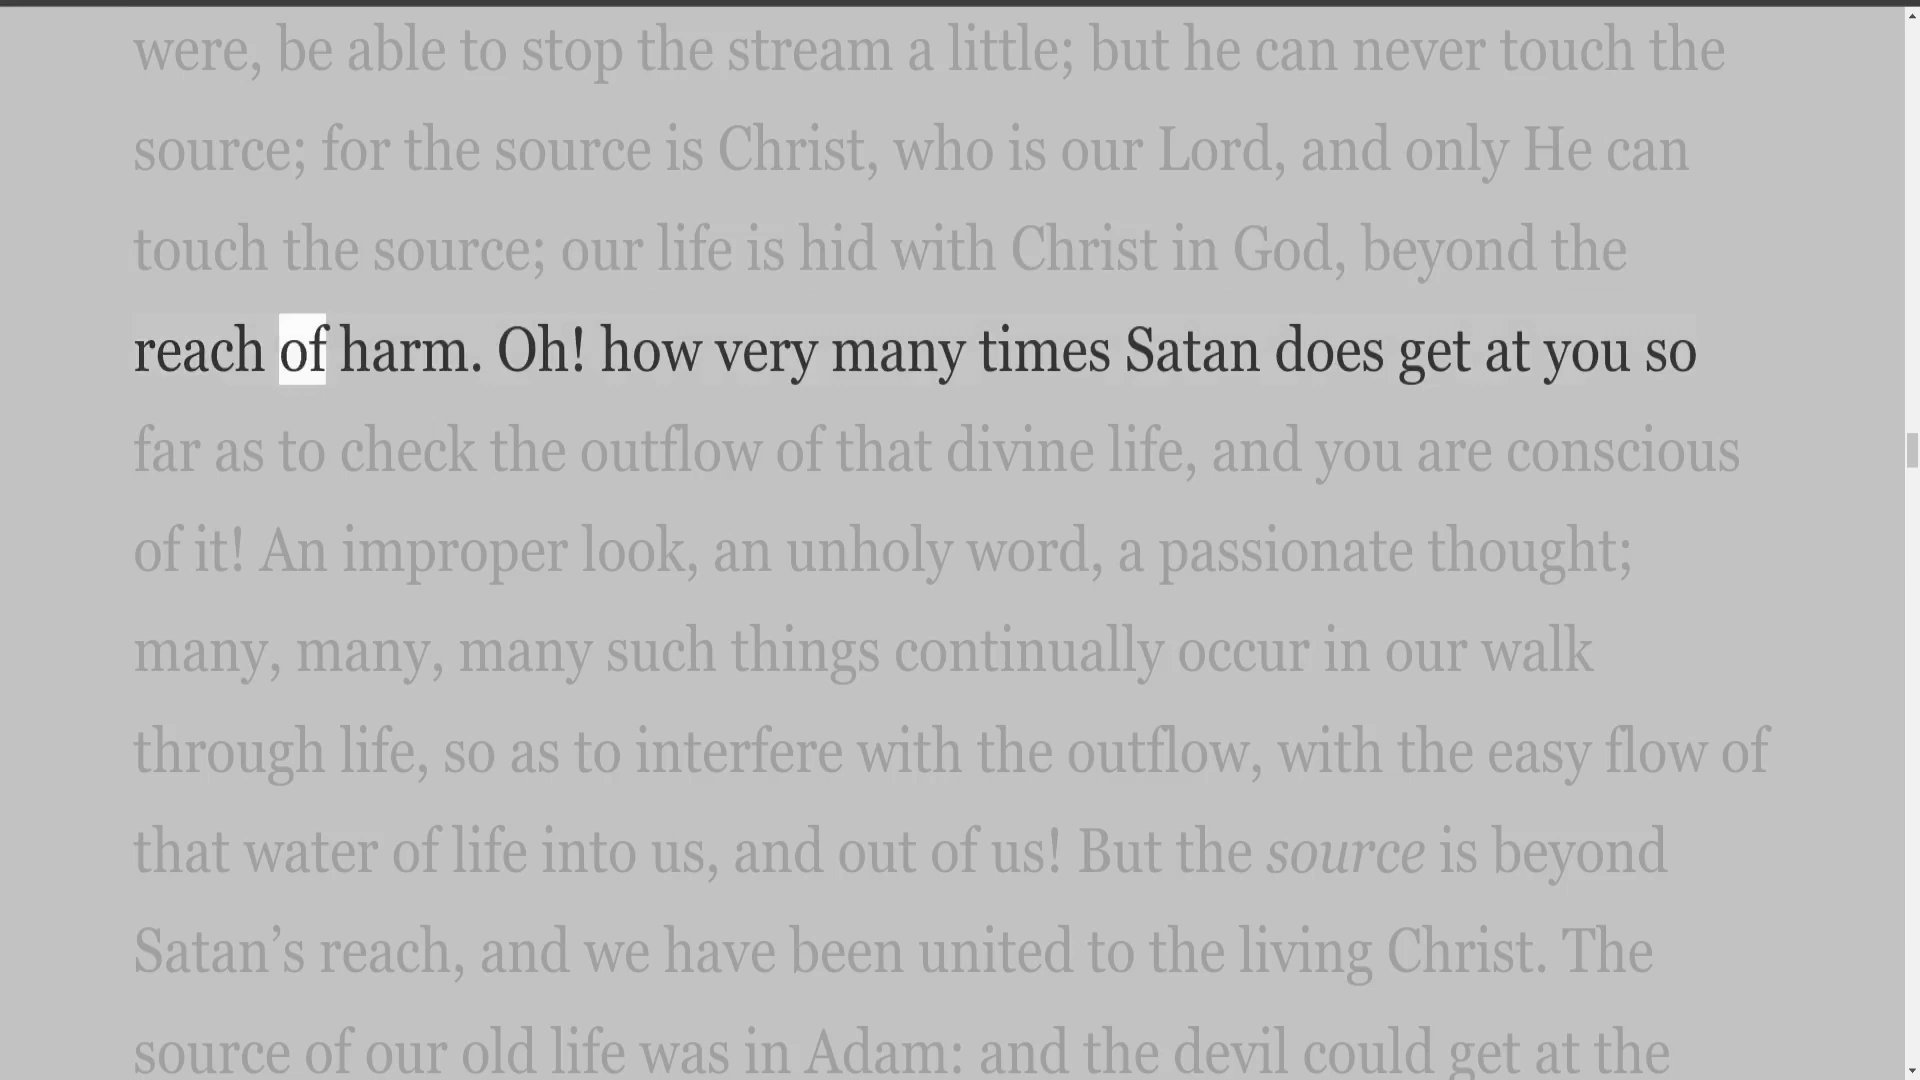 were, be able to stop the stream a little; but he can never touch the
source; for the source is Christ, who is our Lord, and only He can
touch the source; our life is hid with Christ in God, beyond the
reach of harm. Oh! how very many times Satan does get at you so
far as to check the outflow of that divine life, and you are conscious
of it! An improper look, an unholy word, a passionate thought;
many, many, many such things continually occur in our walk
through life, so as to interfere with the outflow, with the easy flow of
that water of life into us, and out of us! But the source is beyond
Satan’s reach, and we have been united to the living Christ. The
source of our old life was in Adam: and the devil could get at the